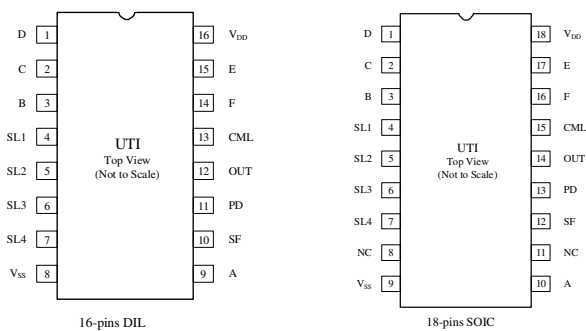 D 1 16 VDD
C 2 15 E
B 3 14 F
SL1 4 13 CML
SL2 5 12 OUT
SL3 6 11 PD
SL4 7 10 SF
VSS 8 9 A
UTI
Top View
(Not to Scale)
16-pins DIL
D 1 18 VDD
C 2 17 E
B 3 16 F
SL1 4 15 CML
SL2 5 14 OUT
SL3 6 13 PD
SL4 7 12 SF
NC 8 11 NC
VSS 9 10 A
UTI
Top View
(Not to Scale)
18-pins SOIC